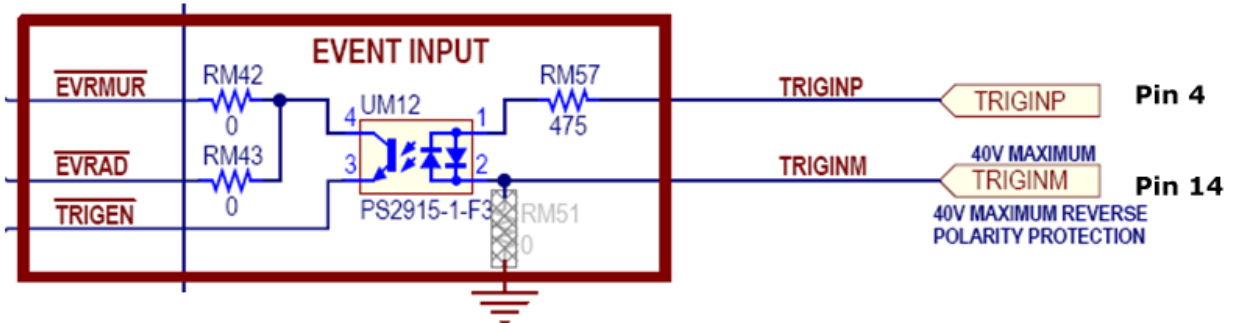 EVENT INPUT
EVRMUR
RM42
0
UM12
4
1
RM57
475
TRIGINP
TRIGINP
Pin 4
EVRAD
RM43
0
3
2
TRIGINM
40V MAXIMUM
TRIGINM
Pin 14
TRIGEN
PS2915-1-F3
RM51
0
40V MAXIMUM REVERSE
POLARITY PROTECTION